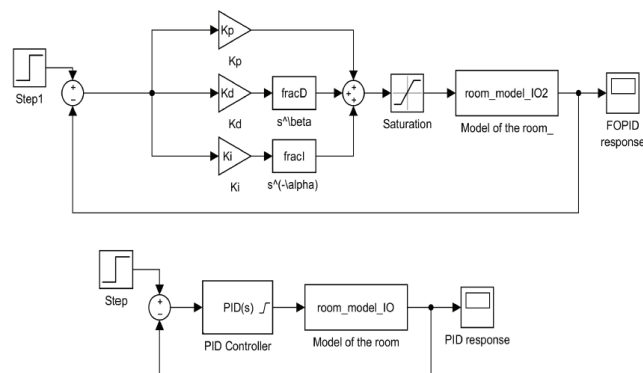 Kp
Kp
Step1
Kd
fracD
Kd
s^\beta
Saturation
room_model_IO2
Model of the room_
FOPID
response
Ki
fracI
Ki
s^(-\alpha)
Step
PID(s)
PID Controller
room_model_IO
Model of the room
PID response